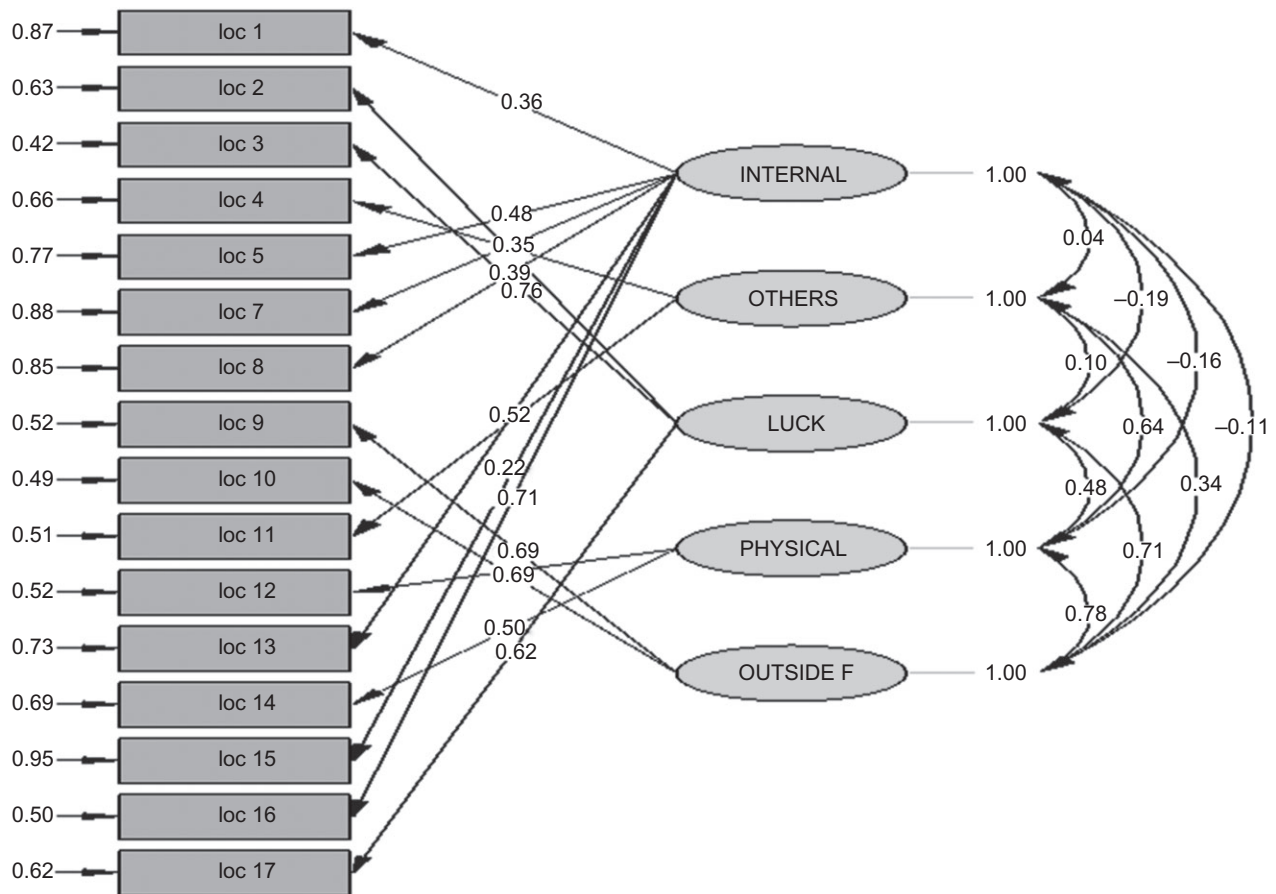 0.87 loc 1
0.63 loc 2
0.42 loc 3
0.66 loc 4
0.77 loc 5
0.88 loc 7
0.85 loc 8
0.52 loc 9
0.49 loc 10
0.51 loc 11
0.52 loc 12
0.73 loc 13
0.69 loc 14
0.95 loc 15
0.50 loc 16
0.62 loc 17
0.36
0.48
0.35
0.39
0.76
0.52
0.22
0.71
0.69
0.69
0.50
0.62
INTERNAL 1.00
OTHERS 1.00
LUCK 1.00
PHYSICAL 1.00
OUTSIDE F 1.00
0.04
–0.19
0.10
–0.16
0.64
–0.11
0.48
0.34
0.71
0.78